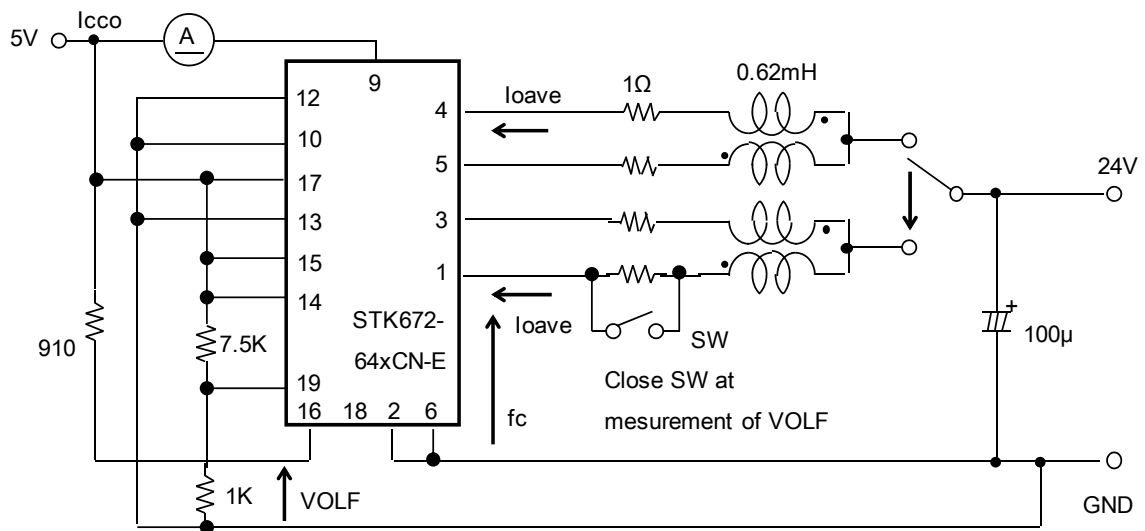 Icco
5V
A
9
12
10
17
13
15
14
19
16
18
2
6
4
5
3
1
STK672-
64xCN-E
Ioave
1Ω
0.62mH
24V
Ioave
SW
Close SW at
mesurement of VOLF
fc
910
7.5K
1K
VOLF
+
100µ
GND